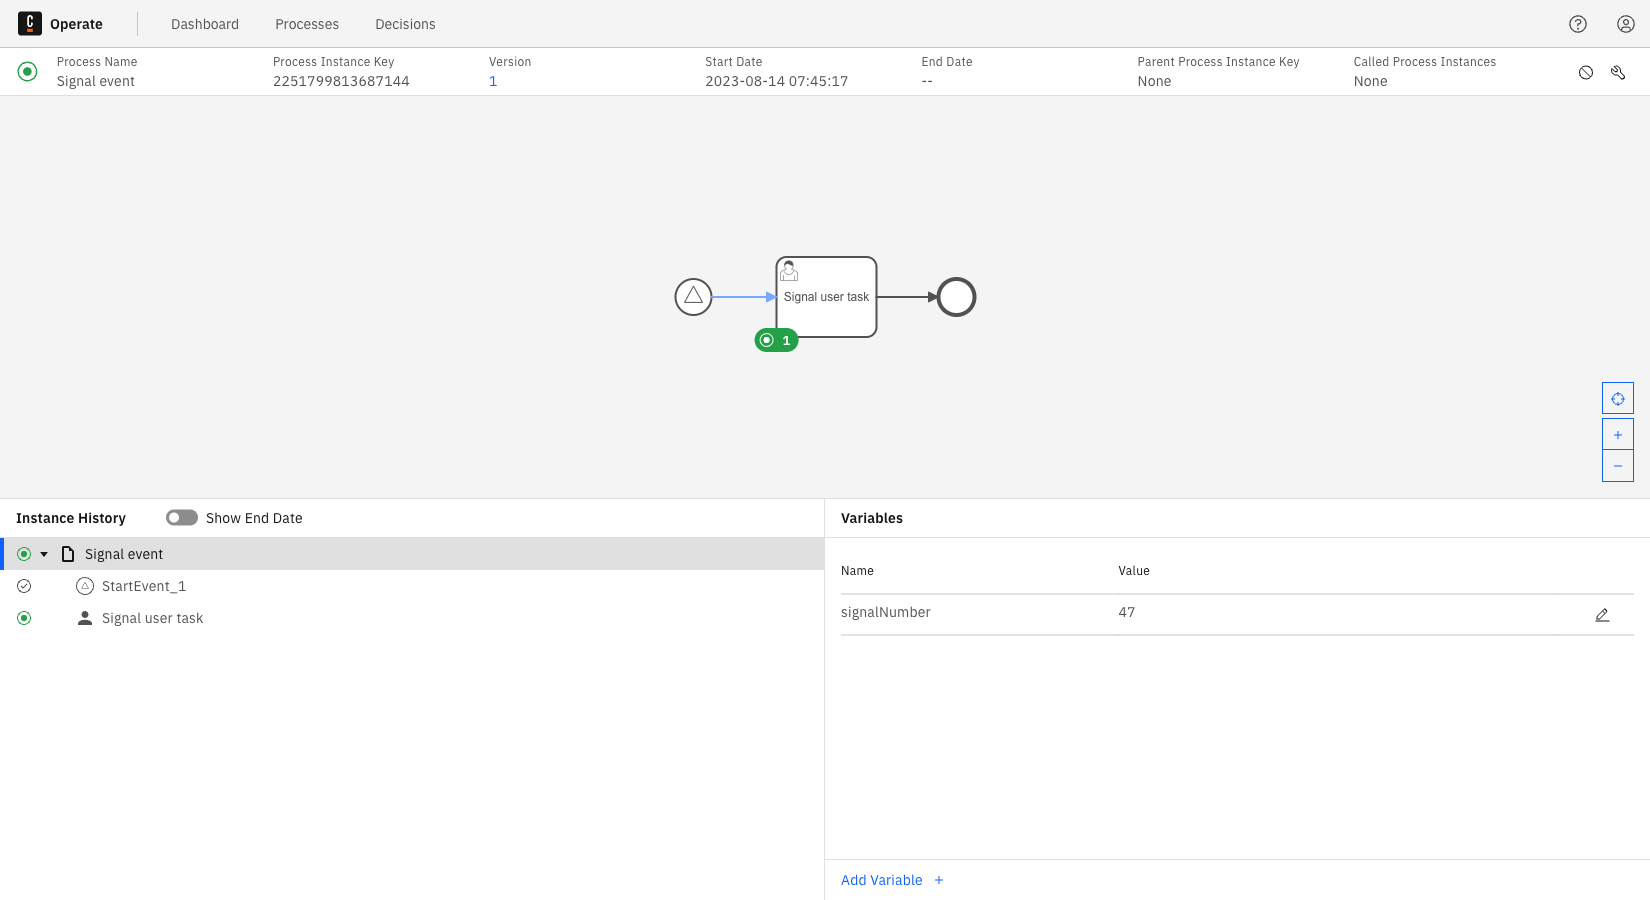 Operate
Dashboard
Processes
Decisions
Process Name
Signal event
Process Instance Key
2251799813687144
Version
1
Start Date
2023-08-14 07:45:17
End Date
--
Parent Process Instance Key
None
Called Process Instances
None
Signal user task
1
Instance History
Show End Date
Signal event
StartEvent_1
Signal user task
Variables
Name
Value
signalNumber
47
Add Variable +